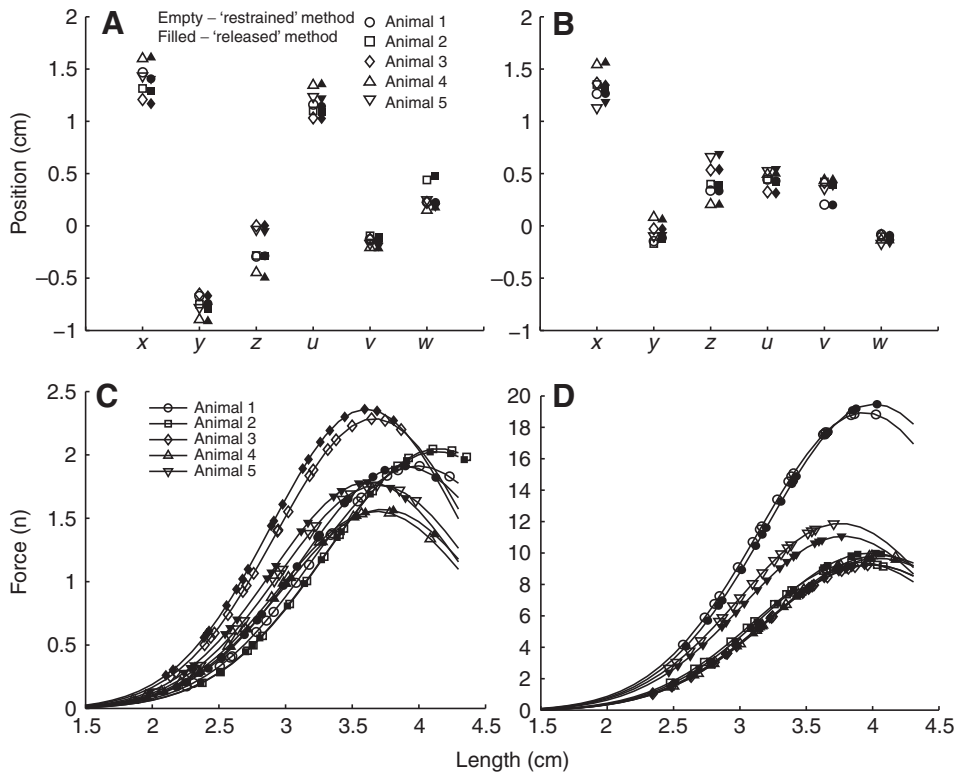 A
Empty – ‘restrained’ method
Filled – ‘released’ method
Animal 1
Animal 2
Animal 3
Animal 4
Animal 5
2
1.5
1
0.5
0
–0.5
–1
Position (cm)
x y z u v w
B
2
1.5
1
0.5
0
–0.5
–1
x y z u v w
C
Animal 1
Animal 2
Animal 3
Animal 4
Animal 5
2.5
2
1.5
1
0.5
0
Force (n)
1.5 2 2.5 3 3.5 4 4.5
D
20
18
16
14
12
10
8
6
4
2
0
1.5 2 2.5 3 3.5 4 4.5
Length (cm)